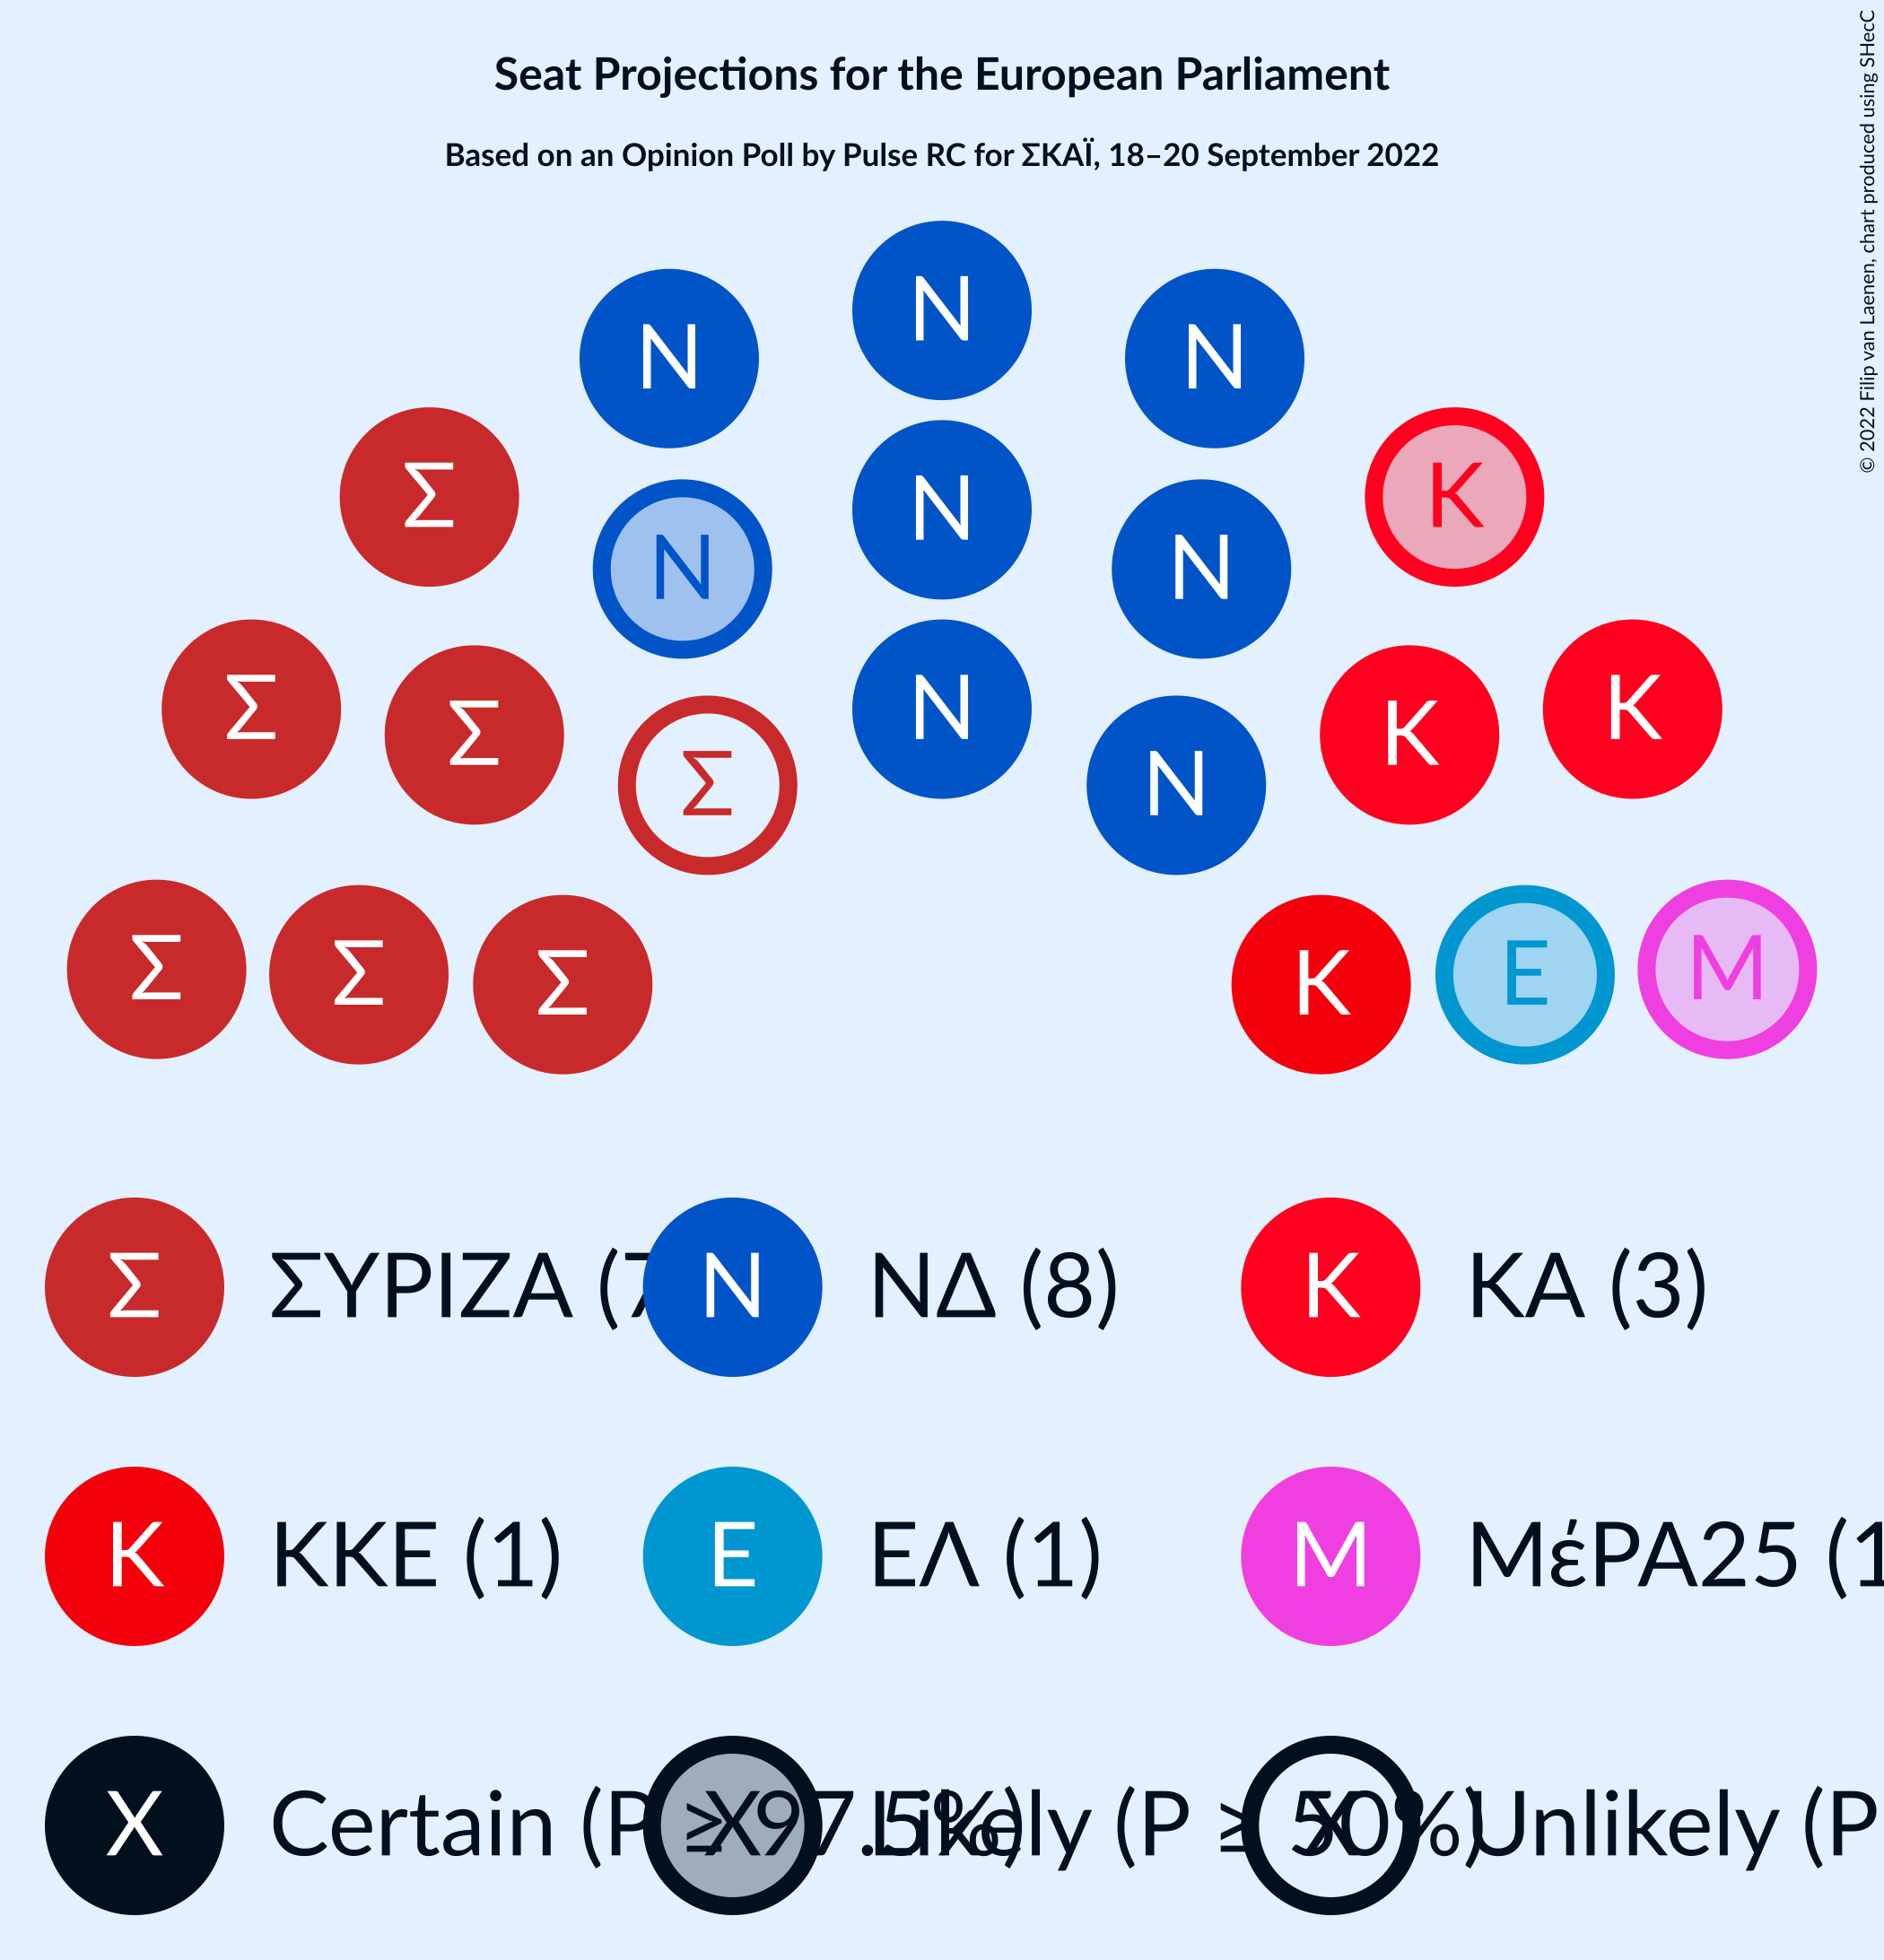 Seat Projections for the European Parliament
Based on an Opinion Poll by Pulse RC for ΣΚΑΪ, 18–20 September 2022
© 2022 Filip van Laenen, chart produced using SHecC
N
N N
N
Σ K
N
N N
Σ K
Σ K
N
Σ N
Σ M
Σ E
Σ K
Σ ΣΥΡΙΖΑ (7 N ΝΔ (8) K ΚΑ (3)
K ΚΚΕ (1) E ΕΛ (1) M ΜέΡΑ25 (1
X Certain (P ≥ 97.5%) X Likely (P ≥ 50%) X Unlikely (P